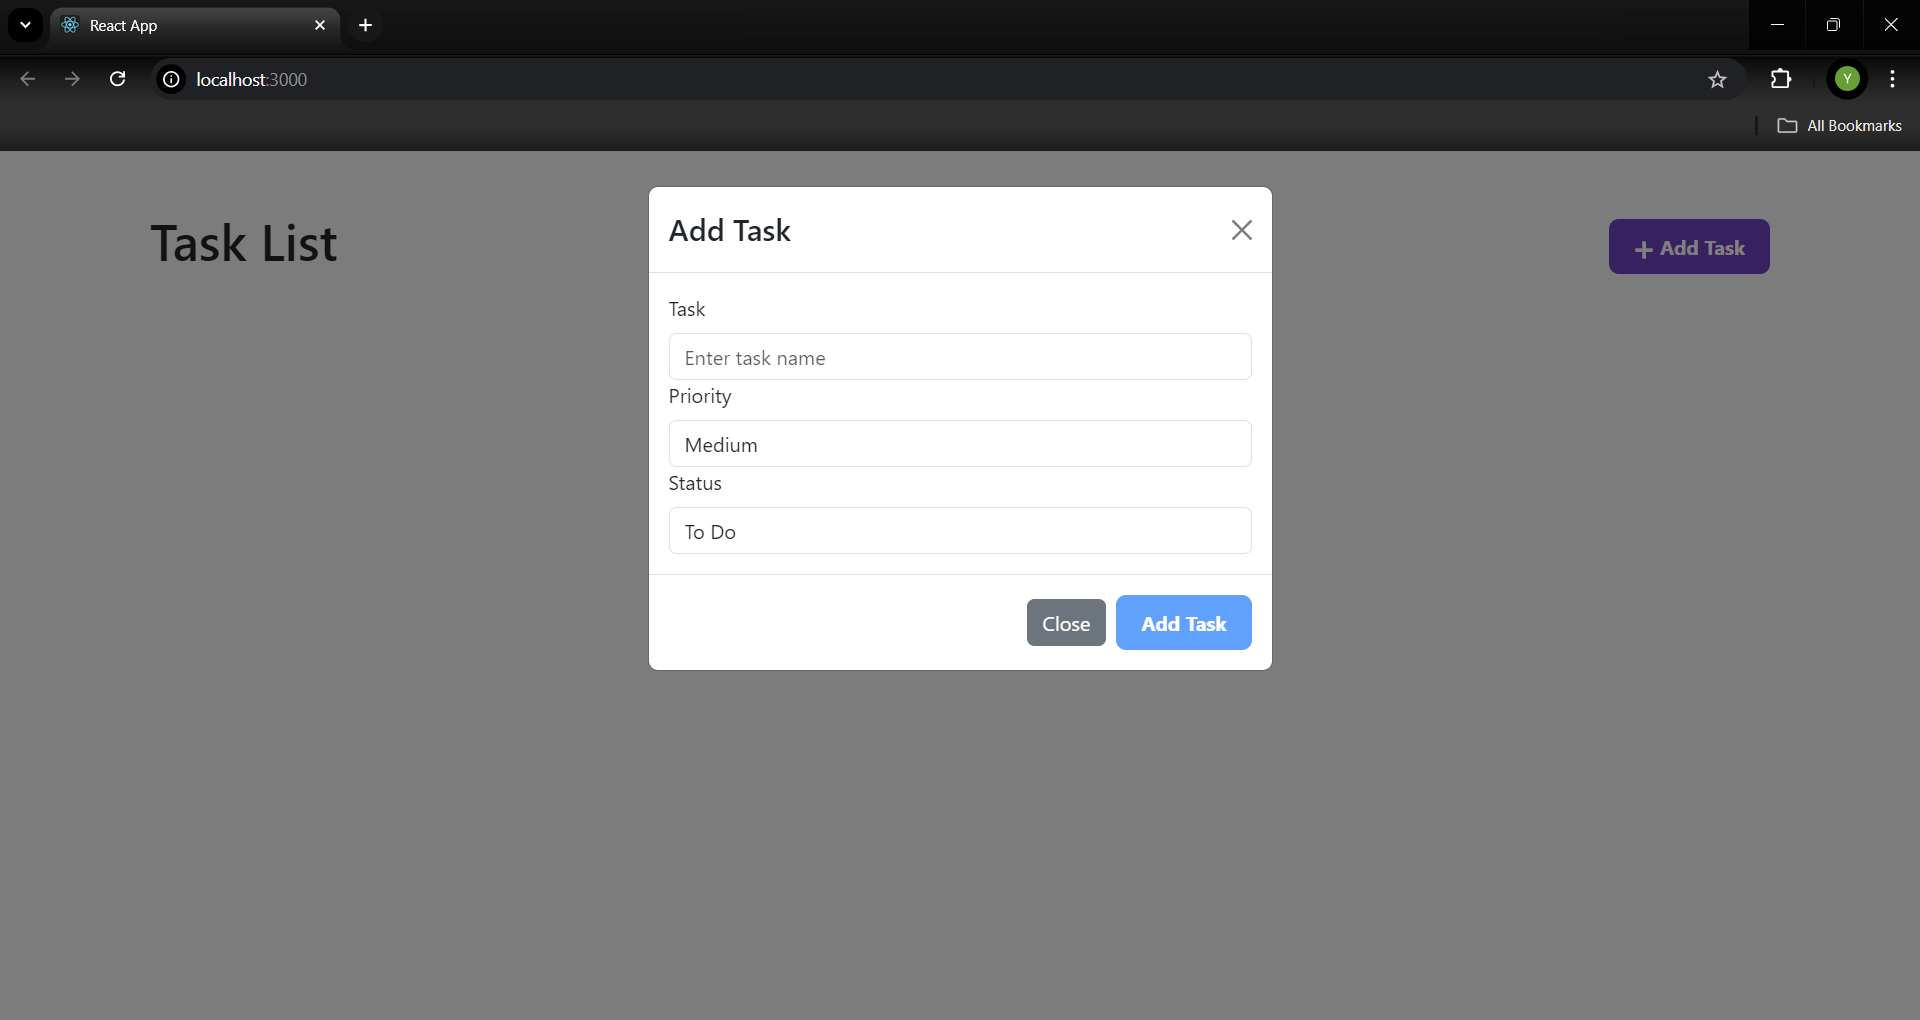 React App
localhost:3000
Y
All Bookmarks
Task List
+ Add Task
Add Task
Task
Enter task name
Priority
Medium
Status
To Do
Close
Add Task